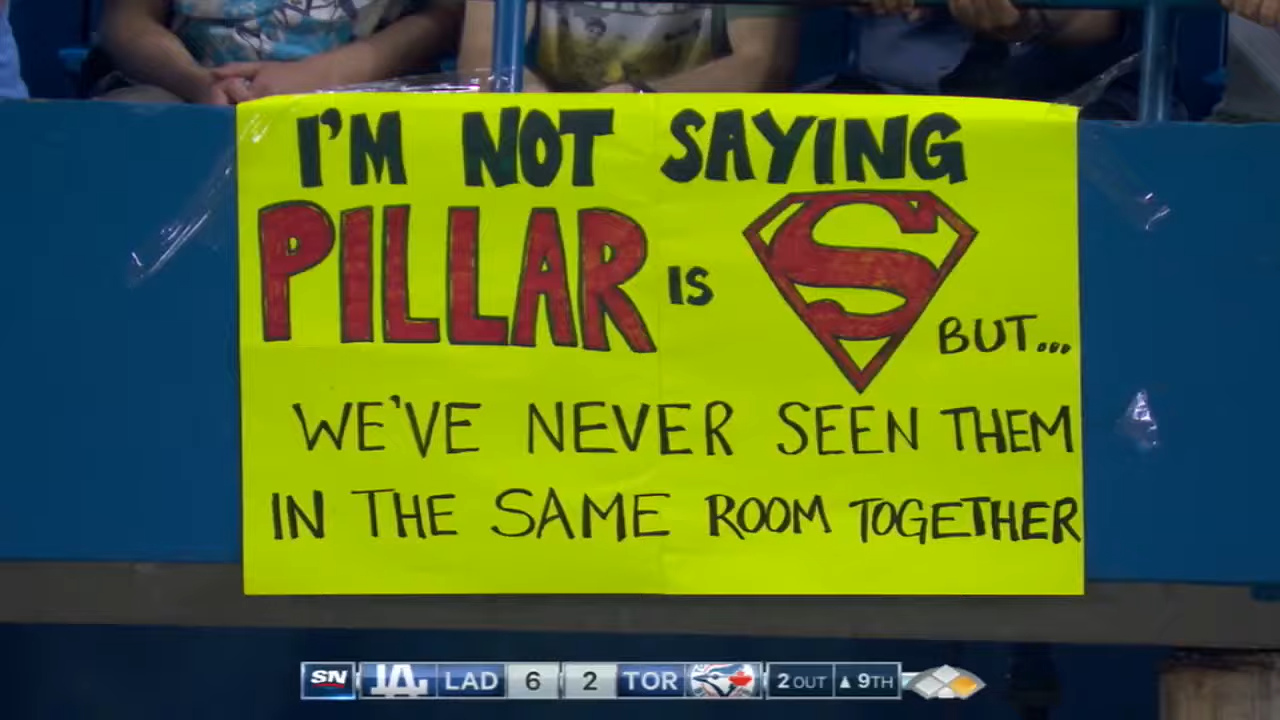 I'M NOT SAYING
PILLAR IS S BUT...
WE'VE NEVER SEEN THEM
IN THE SAME ROOM TOGETHER
SN LA LAD 6 2 TOR 2 OUT ▲ 9TH